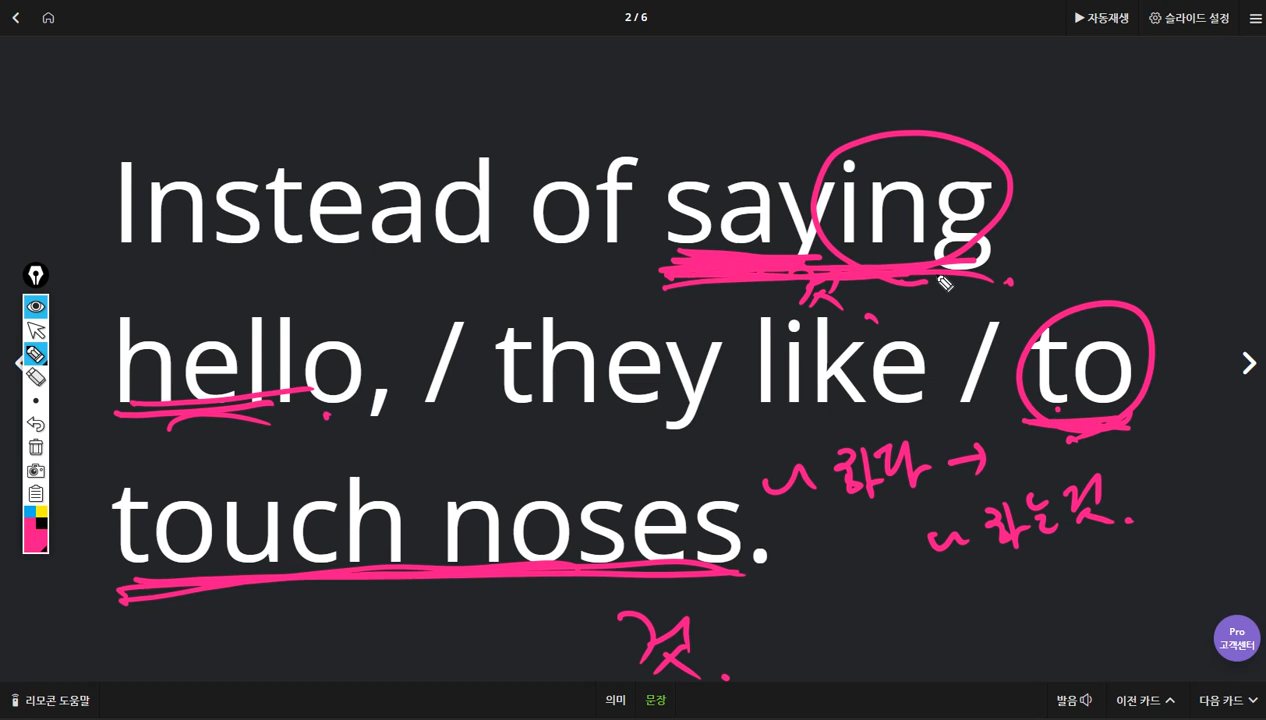 2 / 6
자동재생
슬라이드 설정
Instead of saying
hello, / they like / to
touch noses.
~ 하다 →
~ 하는 것.
것.
Pro
고객센터
리모콘 도움말
의미
문장
발음
이전 카드
다음 카드